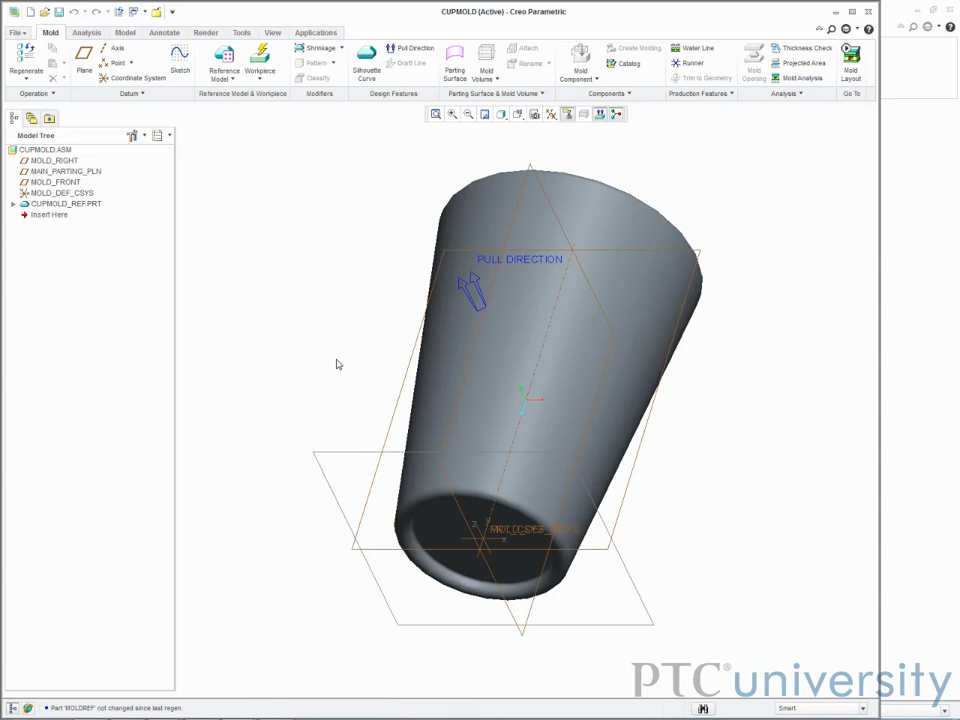 CUPMOLD (Active) - Creo Parametric
File Mold Analysis Model Annotate Render Tools View Applications
Regenerate
Plane
Axis
Point
Coordinate System
Sketch
Reference Model
Workpiece
Shrinkage
Pattern
Classify
Silhouette Curve
Pull Direction
Draft Line
Parting Surface
Mold Volume
Attach
Rename
Mold Component
Create Molding
Catalog
Water Line
Runner
Trim to Geometry
Mold Opening
Thickness Check
Projected Area
Mold Analysis
Mold Layout
Operation Datum Reference Model & Workpiece Modifiers Design Features Parting Surface & Mold Volume Components Production Features Analysis Go To
Model Tree
CUPMOLD.ASM
MOLD_RIGHT
MAIN_PARTING_PLN
MOLD_FRONT
MOLD_DEF_CSYS
CUPMOLD_REF.PRT
Insert Here
PULL DIRECTION
z y
x
PTC® university
Part 'MOLDREF' not changed since last regen.
Smart